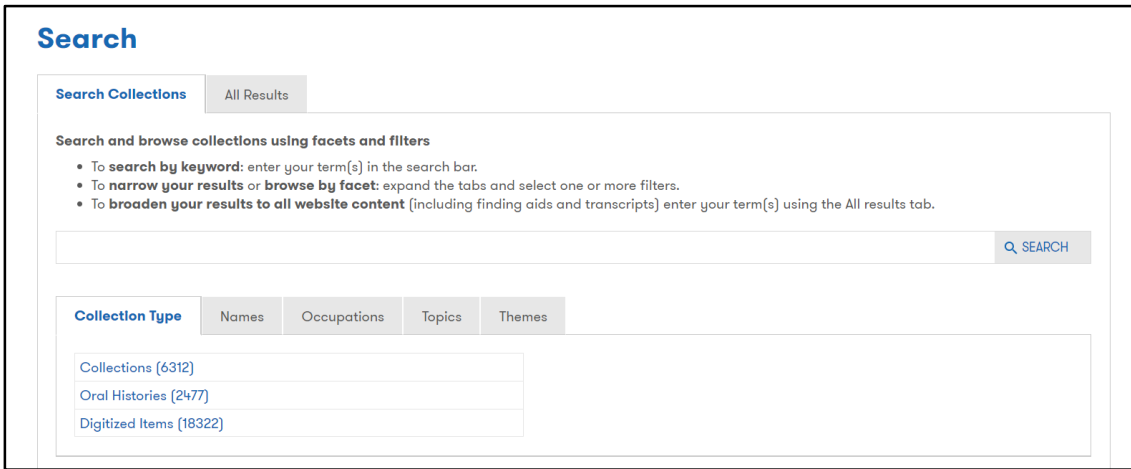 Search
Search Collections
All Results
Search and browse collections using facets and filters
• To search by keyword: enter your term(s) in the search bar.
• To narrow your results or browse by facet: expand the tabs and select one or more filters.
• To broaden your results to all website content (including finding aids and transcripts) enter your term(s) using the All results tab.
SEARCH
Collection Type
Names
Occupations
Topics
Themes
Collections (6312)
Oral Histories (2477)
Digitized Items (18322)